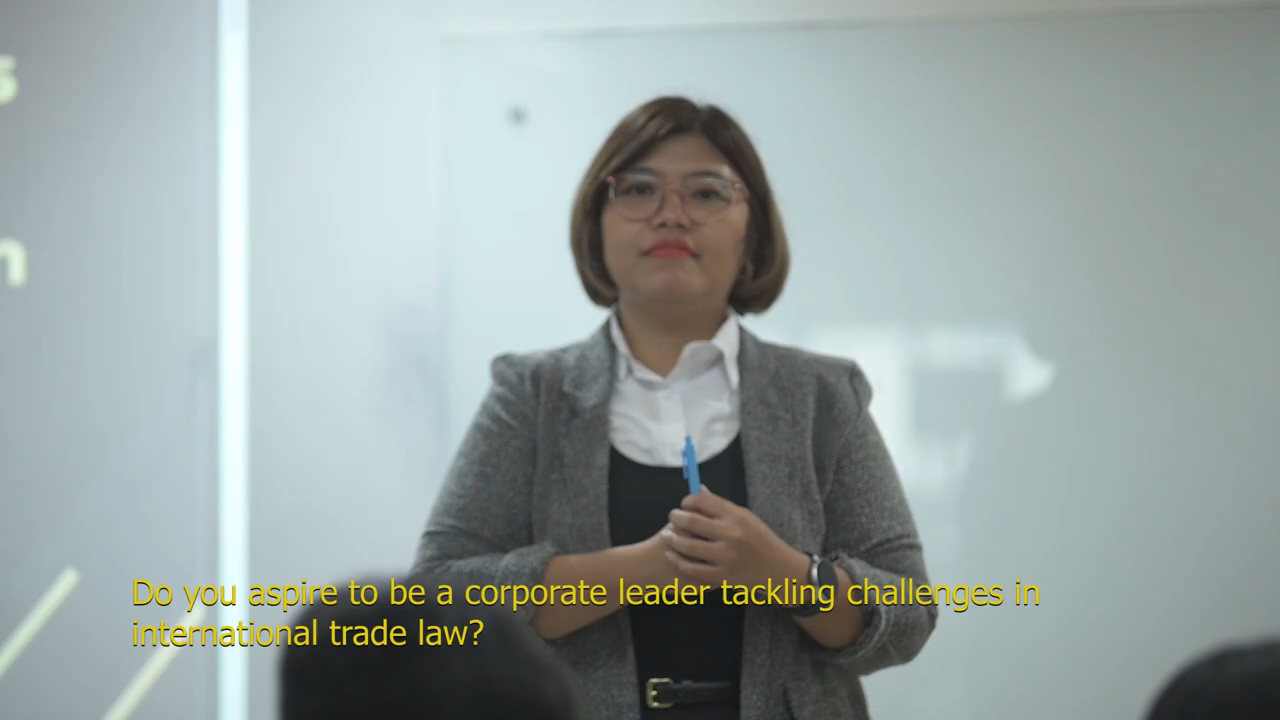 s
n
Do you aspire to be a corporate leader tackling challenges in
international trade law?